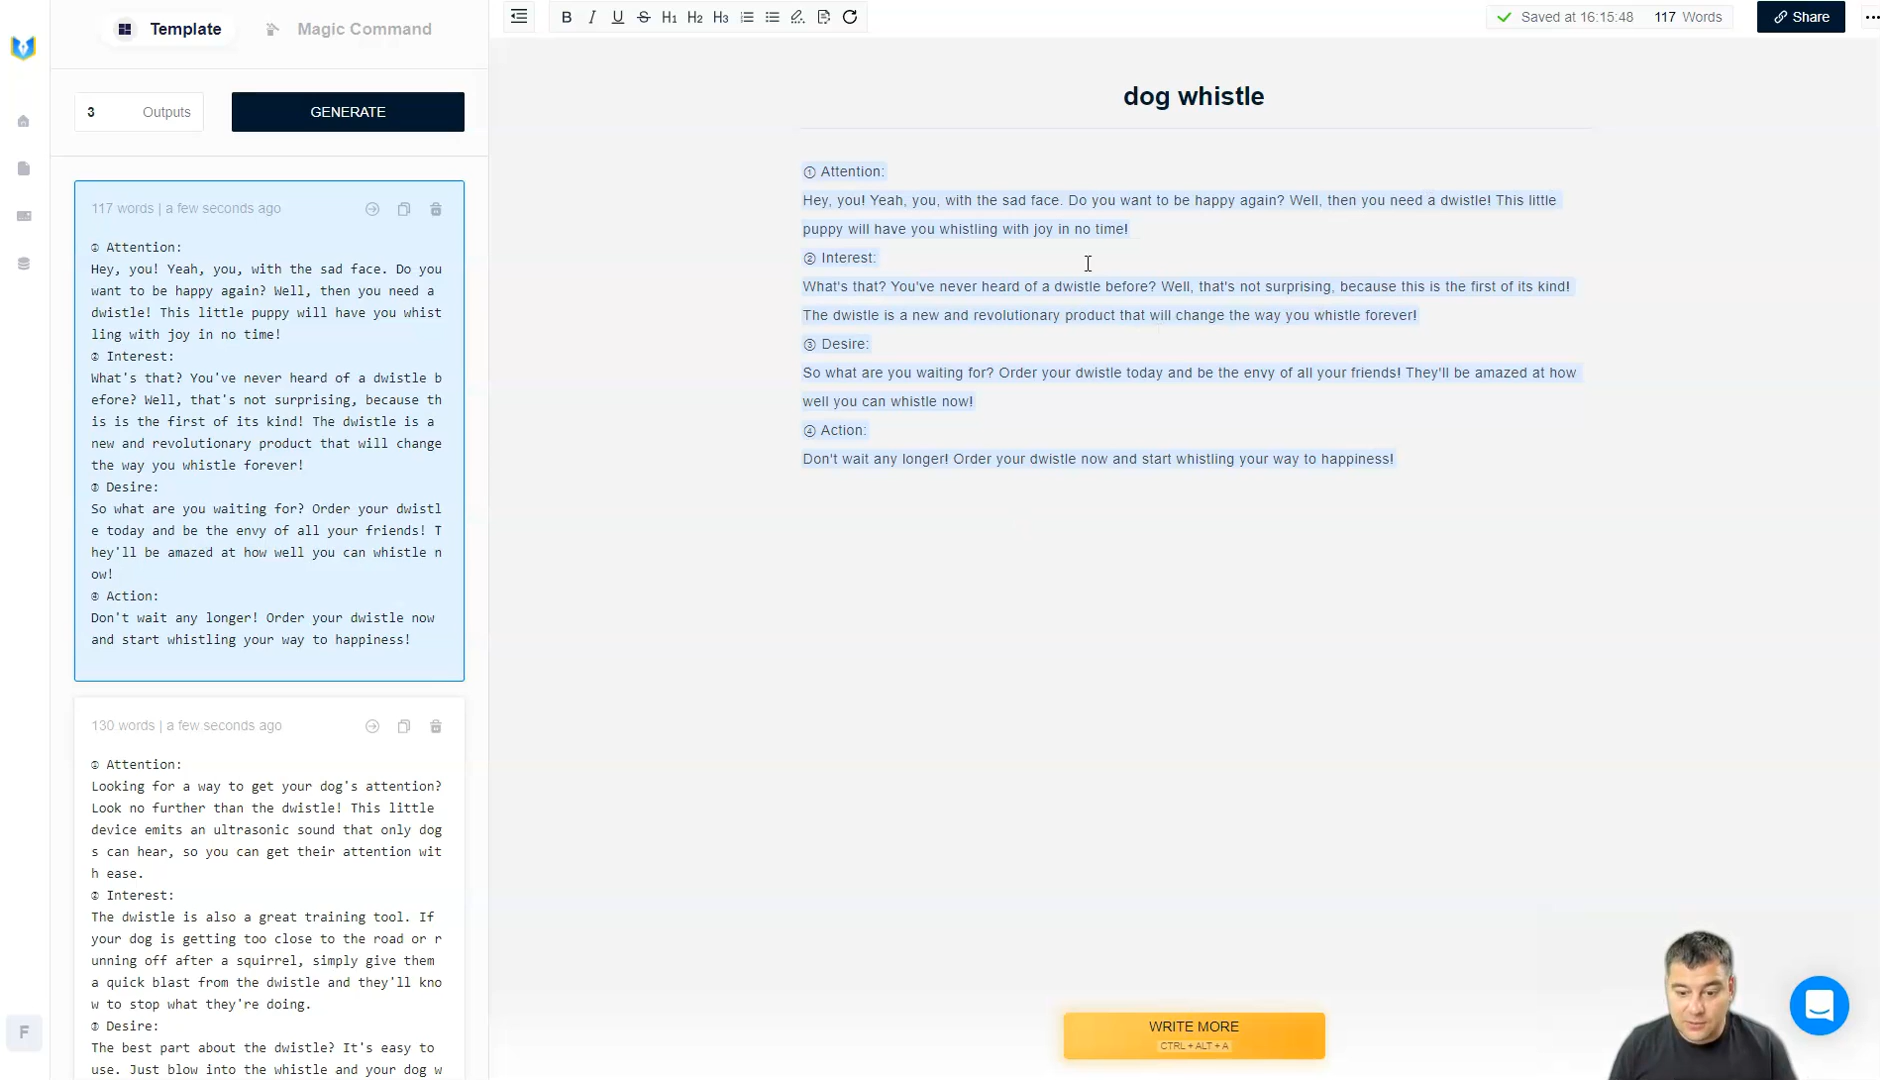 Template
Magic Command
3 Outputs
GENERATE
117 words | a few seconds ago
① Attention:
Hey, you! Yeah, you, with the sad face. Do you
want to be happy again? Well, then you need a
dwistle! This little puppy will have you whist
ling with joy in no time!
② Interest:
What's that? You've never heard of a dwistle b
efore? Well, that's not surprising, because th
is is the first of its kind! The dwistle is a
new and revolutionary product that will change
the way you whistle forever!
③ Desire:
So what are you waiting for? Order your dwistl
e today and be the envy of all your friends! T
hey'll be amazed at how well you can whistle n
ow!
④ Action:
Don't wait any longer! Order your dwistle now
and start whistling your way to happiness!
130 words | a few seconds ago
① Attention:
Looking for a way to get your dog's attention?
Look no further than the dwistle! This little
device emits an ultrasonic sound that only dog
s can hear, so you can get their attention wit
h ease.
② Interest:
The dwistle is also a great training tool. If
your dog is getting too close to the road or r
unning off after a squirrel, simply give them
a quick blast from the dwistle and they'll kno
w to stop what they're doing.
③ Desire:
The best part about the dwistle? It's easy to
use. Just blow into the whistle and your dog w
F
B I U S H1 H2 H3
Saved at 16:15:48 117 Words
Share
dog whistle
① Attention:
Hey, you! Yeah, you, with the sad face. Do you want to be happy again? Well, then you need a dwistle! This little
puppy will have you whistling with joy in no time!
② Interest:
What's that? You've never heard of a dwistle before? Well, that's not surprising, because this is the first of its kind!
The dwistle is a new and revolutionary product that will change the way you whistle forever!
③ Desire:
So what are you waiting for? Order your dwistle today and be the envy of all your friends! They'll be amazed at how
well you can whistle now!
④ Action:
Don't wait any longer! Order your dwistle now and start whistling your way to happiness!
WRITE MORE
CTRL + ALT + A